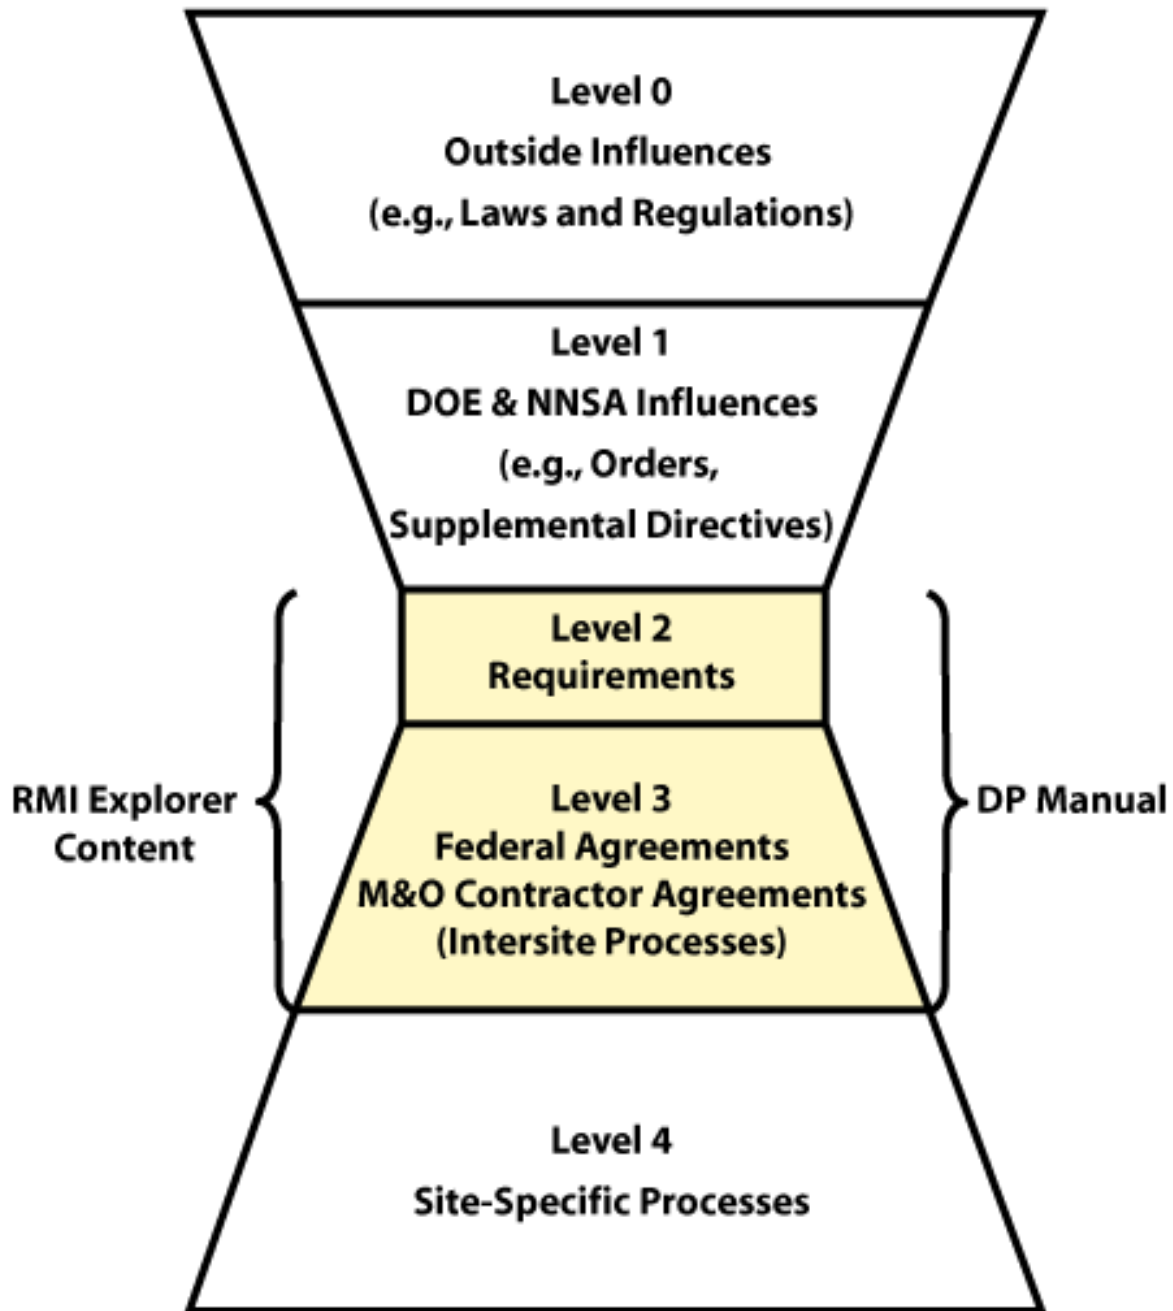 Level 0
Outside Influences
(e.g., Laws and Regulations)
Level 1
DOE & NNSA Influences
(e.g., Orders,
Supplemental Directives)
Level 2
Requirements
RMI Explorer
Content
Level 3
Federal Agreements
M&O Contractor Agreements
(Intersite Processes)
DP Manual
Level 4
Site-Specific Processes